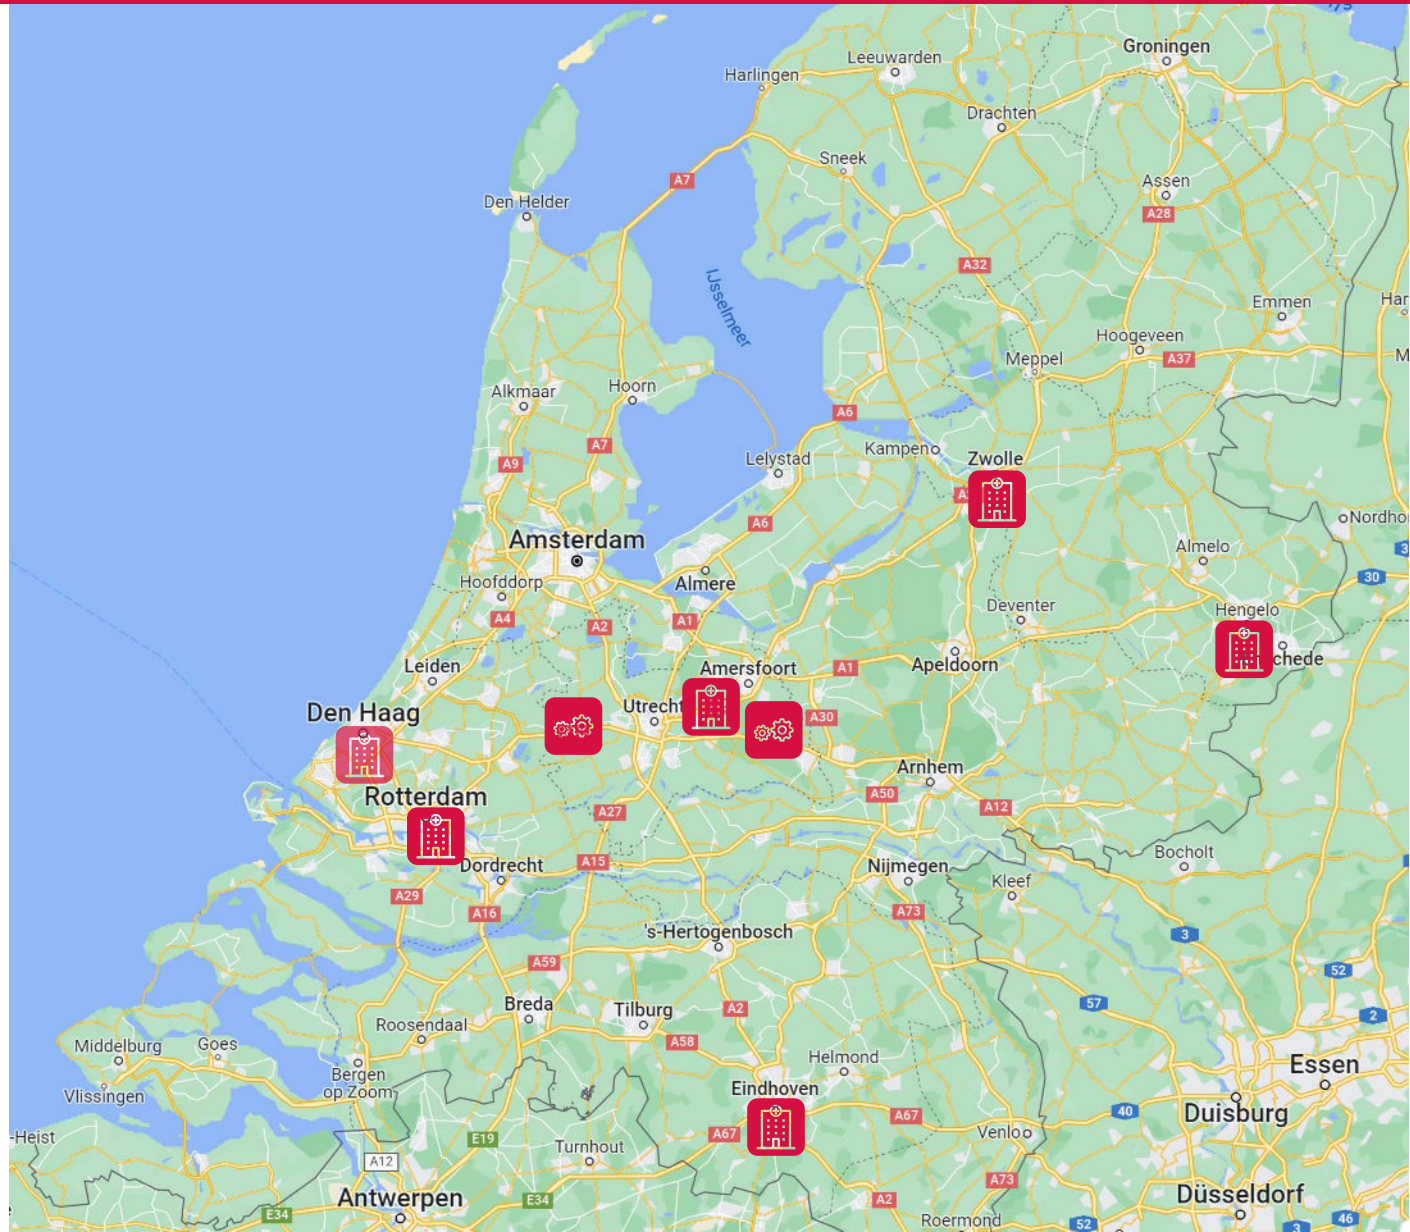 Groningen
Leeuwarden
Harlingen
Drachten
Sneek
A7
Assen
Den Helder
A28
A32
IJsselmeer
Emmen
Har
Hoogeveen
Meppel
A37
M
Alkmaar
Hoorn
A6
A7
Kampen
Lelystad
Zwolle
A9
A6
Nordho
Amsterdam
Almelo
3
Hoofddorp
Almere
30
A4
A2
A1
Deventer
Hengelo
Leiden
Amersfoort
A1
Apeldoorn
chede
Den Haag
Utrecht
A30
Arnhem
Rotterdam
A50
A12
A27
Dordrecht
A15
Nijmegen
Bocholt
Kleef
A29
A16
A73
's-Hertogenbosch
3
A59
52
Breda
Tilburg
A2
57
2
Roosendaal
A58
Middelburg
Goes
Helmond
Essen
Bergen
op Zoom
Vlissingen
Eindhoven
40
Duisburg
A67
-Heist
E19
A67
Venlo
Turnhout
A12
A73
Antwerpen
E34
A2
Düsseldorf
E34
Roermond
52
3
46